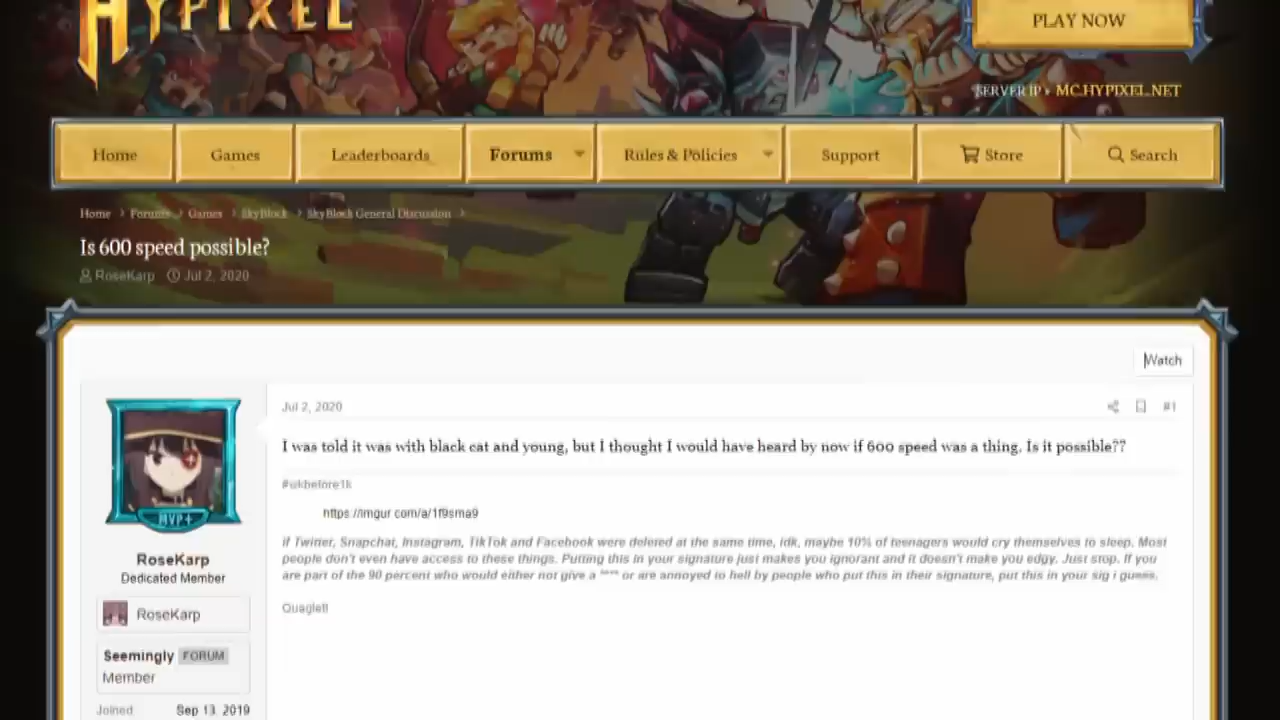 HYPIXEL
PLAY NOW
SERVER IP » MC.HYPIXEL.NET
Home Games Leaderboards Forums Rules & Policies Support Store Search
Home > Forums > Games > SkyBlock > SkyBlock General Discussion >
Is 600 speed possible?
RoseKarp Jul 2, 2020
Watch
Jul 2, 2020 #1
I was told it was with black cat and young, but I thought I would have heard by now if 600 speed was a thing. Is it possible??
https://imgur.com/a/1f9sma9
if Twitter, Snapchat, Instagram, TikTok and Facebook were deleted at the same time, idk, maybe 10% of teenagers would cry themselves to sleep. Most
people don't even have access to these things. Putting this in your signature just makes you ignorant and it doesn't make you edgy. Just stop. If you
are part of the 90 percent who would either not give a **** or are annoyed to hell by people who put this in their signature, put this in your sig i guess.
MVP+
RoseKarp
Dedicated Member
RoseKarp
Seemingly FORUM
Member
Joined Sep 13, 2019